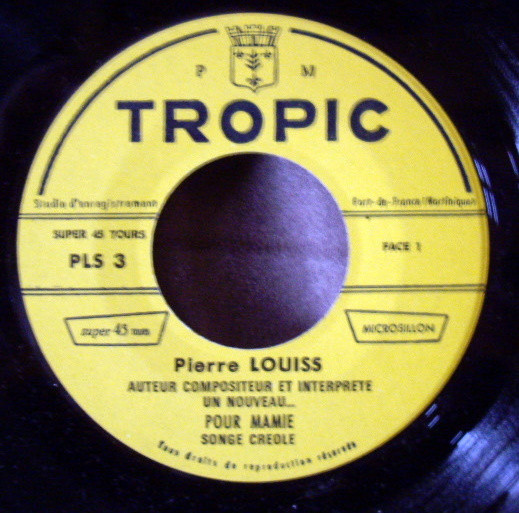 P M
TROPIC
Studio d'enregistrement
Fort-de-France (Martinique)
SUPER 45 TOURS
PLS 3
FACE 1
super 45 tours
MICROSILLON
Pierre LOUISS
AUTEUR COMPOSITEUR ET INTERPRETE
UN NOUVEAU...
POUR MAMIE
SONGE CREOLE
Tous droits de reproduction réservés